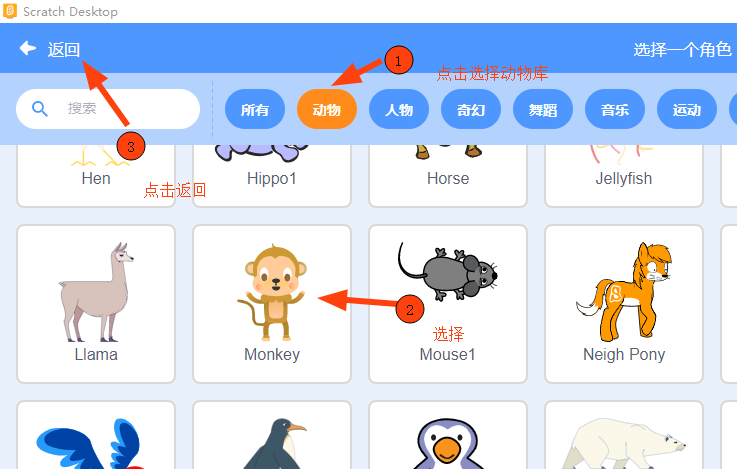 Scratch Desktop
返回
选择一个角色
1
点击选择动物库
搜索
所有
动物
人物
奇幻
舞蹈
音乐
运动
3
点击返回
Hen
Hippo1
Horse
Jellyfish
2
选择
Llama
Monkey
Mouse1
Neigh Pony